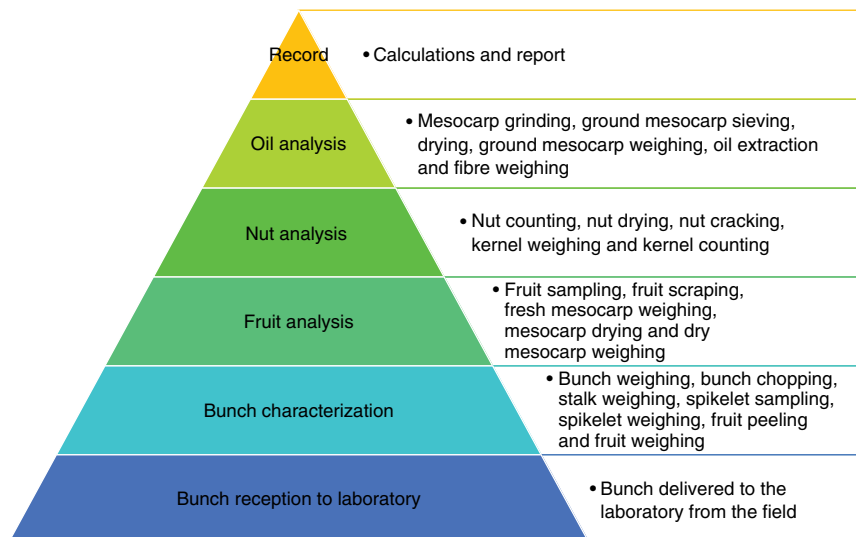 Record
• Calculations and report
Oil analysis
• Mesocarp grinding, ground mesocarp sieving,
drying, ground mesocarp weighing, oil extraction
and fibre weighing
Nut analysis
• Nut counting, nut drying, nut cracking,
kernel weighing and kernel counting
Fruit analysis
• Fruit sampling, fruit scraping,
fresh mesocarp weighing,
mesocarp drying and dry
mesocarp weighing
Bunch characterization
• Bunch weighing, bunch chopping,
stalk weighing, spikelet sampling,
spikelet weighing, fruit peeling
and fruit weighing
Bunch reception to laboratory
• Bunch delivered to the
laboratory from the field